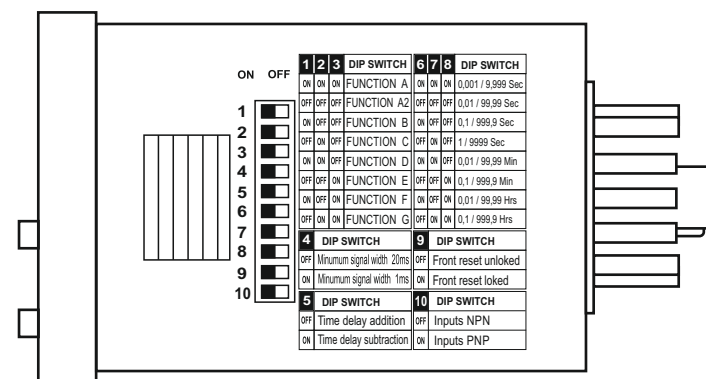 ON OFF
1
2
3
4
5
6
7
8
9
10
1 2 3 DIP SWITCH 6 7 8 DIP SWITCH
ON ON ON FUNCTION A ON ON ON 0,001 / 9,999 Sec
OFF OFF OFF FUNCTION A2 OFF OFF OFF 0,01 / 99,99 Sec
ON OFF OFF FUNCTION B ON OFF OFF 0,1 / 999,9 Sec
OFF ON OFF FUNCTION C OFF ON OFF 1 / 9999 Sec
ON ON OFF FUNCTION D ON ON OFF 0,01 / 99,99 Min
OFF OFF ON FUNCTION E OFF OFF ON 0,1 / 999,9 Min
ON OFF ON FUNCTION F ON OFF ON 0,01 / 99,99 Hrs
OFF ON ON FUNCTION G OFF ON ON 0,1 / 999,9 Hrs
4 DIP SWITCH 9 DIP SWITCH
OFF Minumum signal width 20ms OFF Front reset unloked
ON Minumum signal width 1ms ON Front reset loked
5 DIP SWITCH 10 DIP SWITCH
OFF Time delay addition OFF Inputs NPN
ON Time delay subtraction ON Inputs PNP